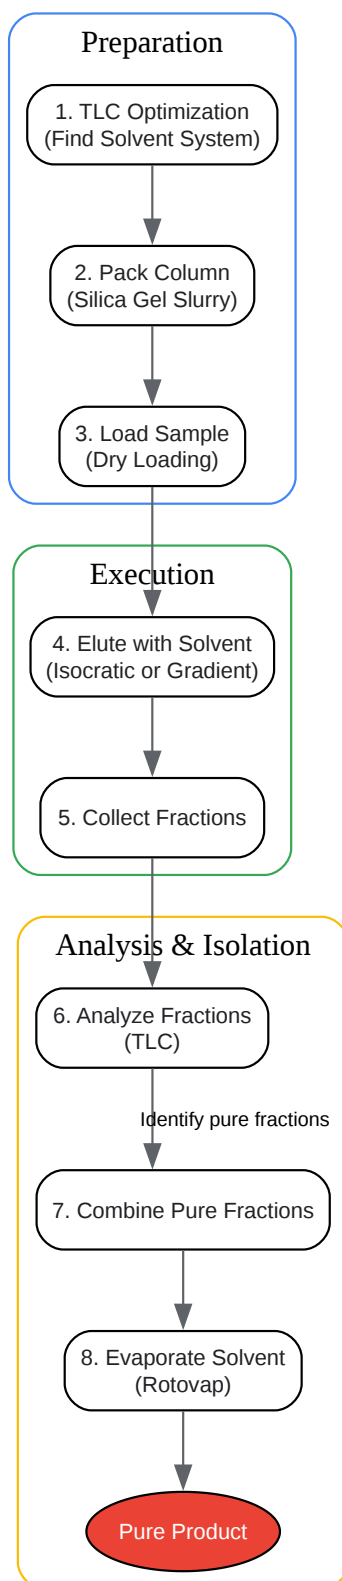 Preparation
1. TLC Optimization
(Find Solvent System)
2. Pack Column
(Silica Gel Slurry)
3. Load Sample
(Dry Loading)
Execution
4. Elute with Solvent
(Isocratic or Gradient)
5. Collect Fractions
Analysis & Isolation
6. Analyze Fractions
(TLC)
Identify pure fractions
7. Combine Pure Fractions
8. Evaporate Solvent
(Rotovap)
Pure Product